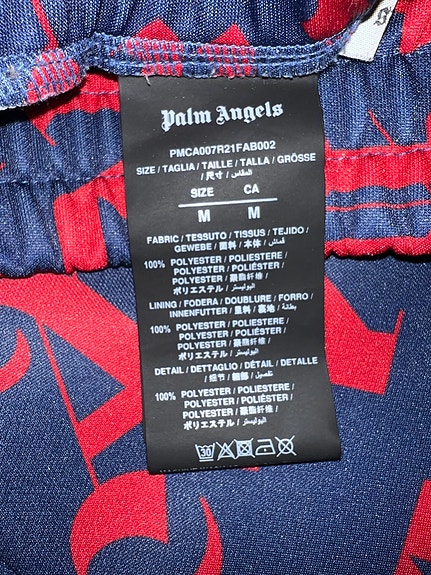 Palm Angels
PMCA007R21FAB002
SIZE / TAGLIA / TAILLE / TALLA / GRÖSSE
/ 尺寸 / المقاس
SIZE CA
M M
FABRIC / TESSUTO / TISSUS / TEJIDO /
GEWEBE / 面料 / 本体 / قماش
100% POLYESTER / POLIESTERE /
POLYESTER / POLIÉSTER /
POLYESTER / 聚酯纤维 /
ポリエステル / البوليستر
LINING / FODERA / DOUBLURE / FORRO /
INNENFUTTER / 里料 / 裏地 / بطانة
100% POLYESTER / POLIESTERE /
POLYESTER / POLIÉSTER /
POLYESTER / 聚酯纤维 /
ポリエステル / البوليستر
DETAIL / DETTAGLIO / DÉTAIL / DETALLE
/ 细节 / 細部 / تفصيل
100% POLYESTER / POLIESTERE /
POLYESTER / POLIÉSTER /
POLYESTER / 聚酯纤维 /
ポリエステル / البوليستر
30